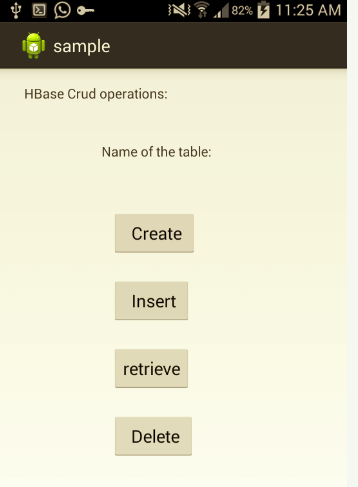 82% 11:25 AM
sample
HBase Crud operations:
Name of the table:
Create
Insert
retrieve
Delete